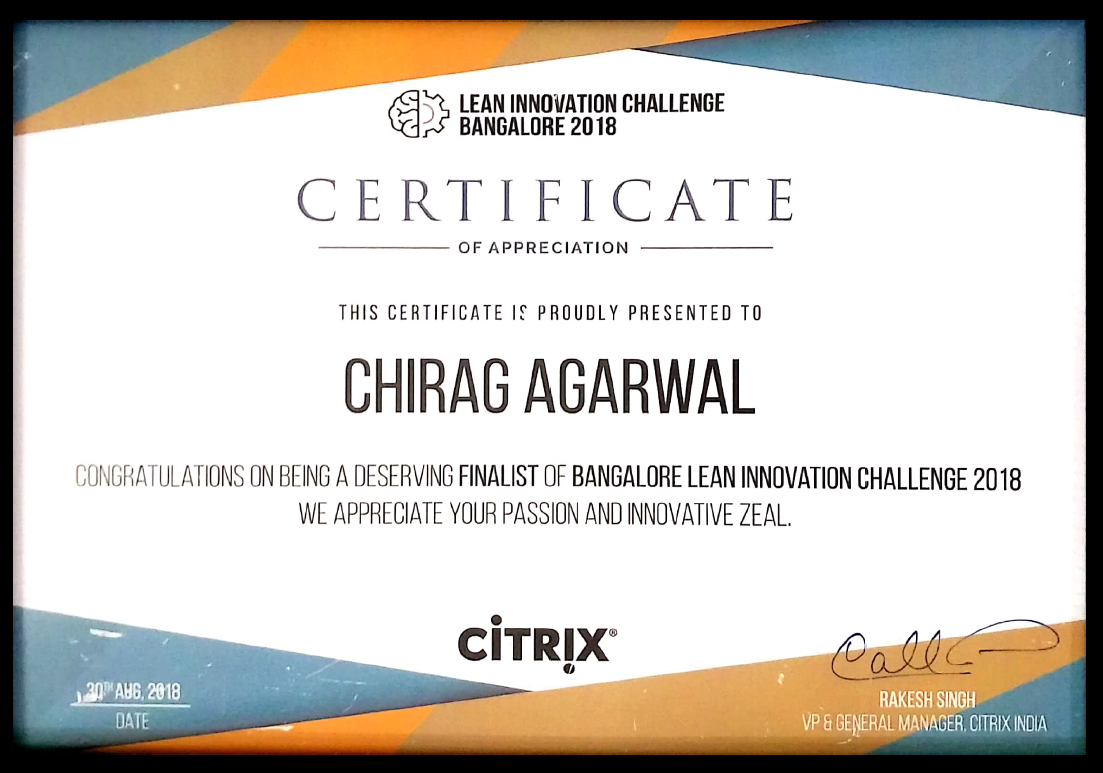 LEAN INNOVATION CHALLENGE
BANGALORE 2018
CERTIFICATE
OF APPRECIATION
THIS CERTIFICATE IS PROUDLY PRESENTED TO
CHIRAG AGARWAL
CONGRATULATIONS ON BEING A DESERVING FINALIST OF BANGALORE LEAN INNOVATION CHALLENGE 2018
WE APPRECIATE YOUR PASSION AND INNOVATIVE ZEAL.
CiTRIX®
30TH AUG, 2018
DATE
RAKESH SINGH
VP & GENERAL MANAGER, CITRIX INDIA